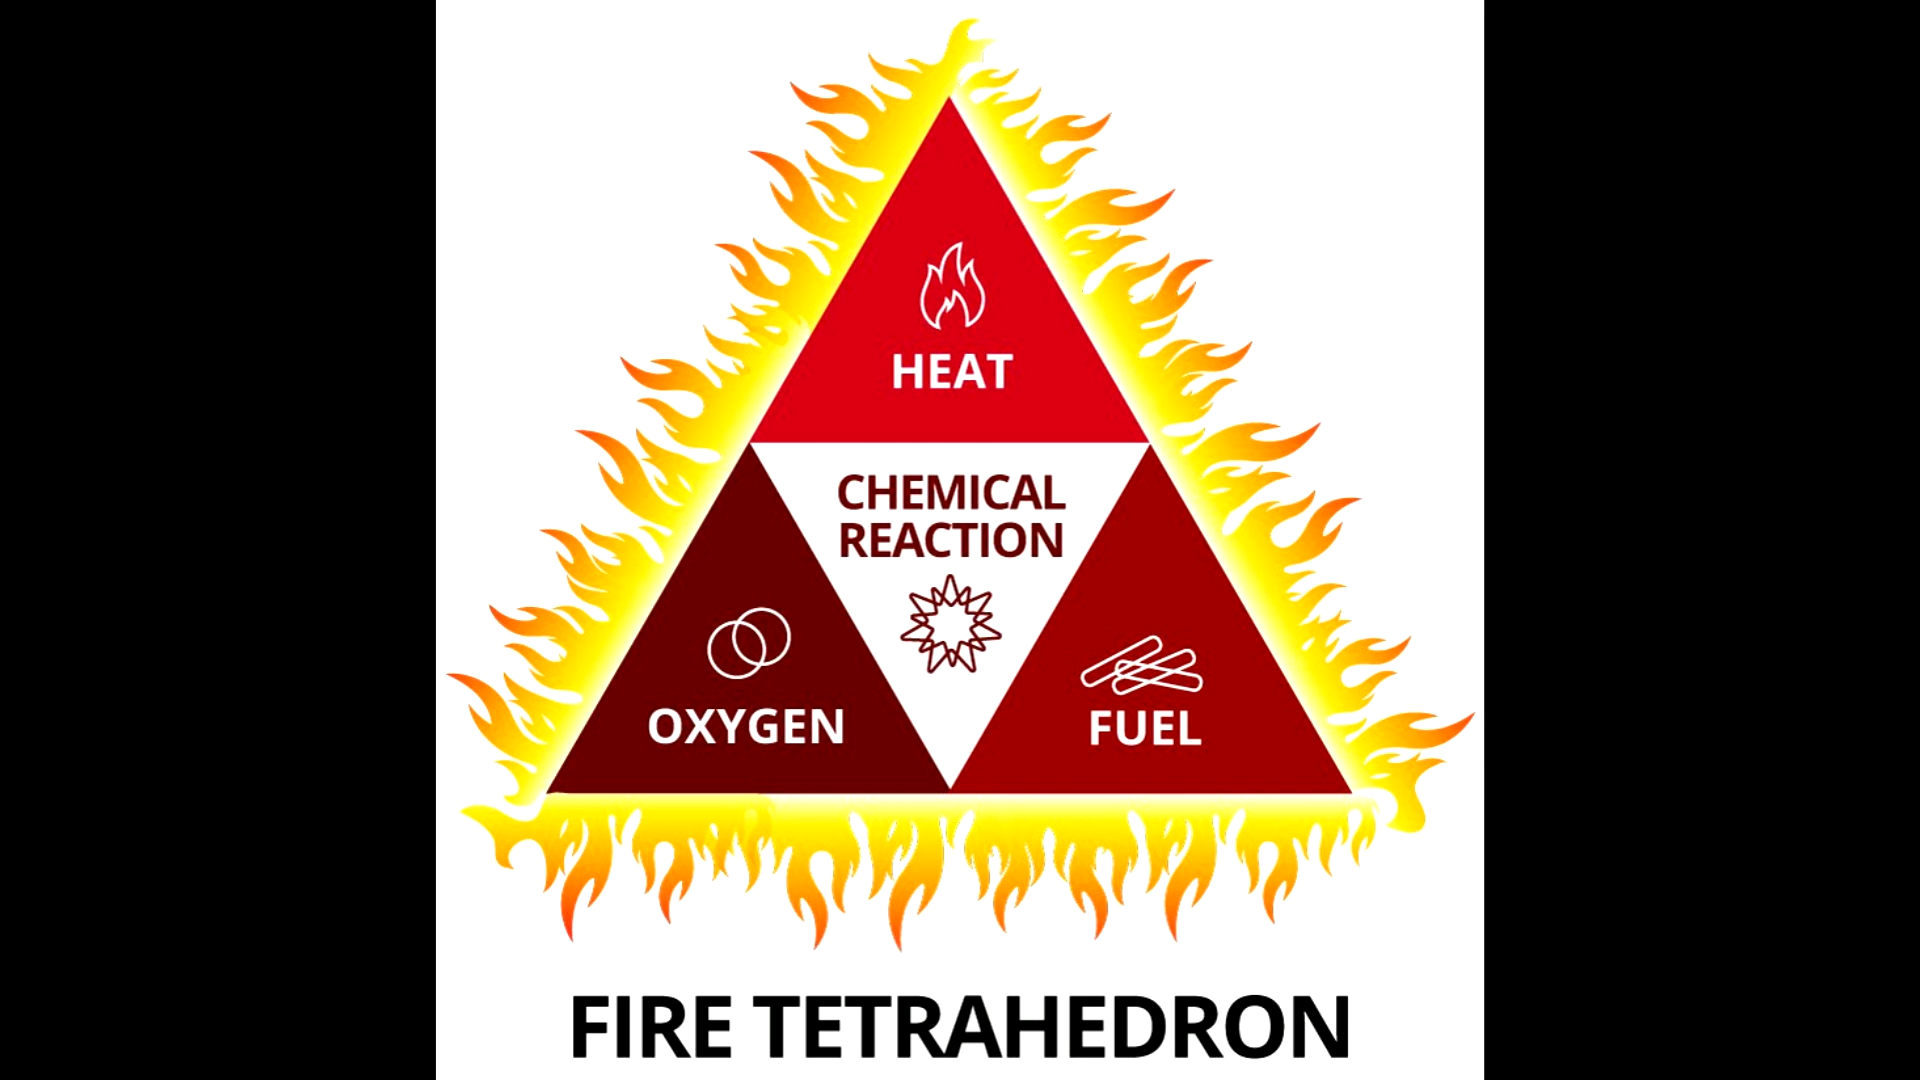 HEAT
CHEMICAL
REACTION
OXYGEN
FUEL
FIRE TETRAHEDRON